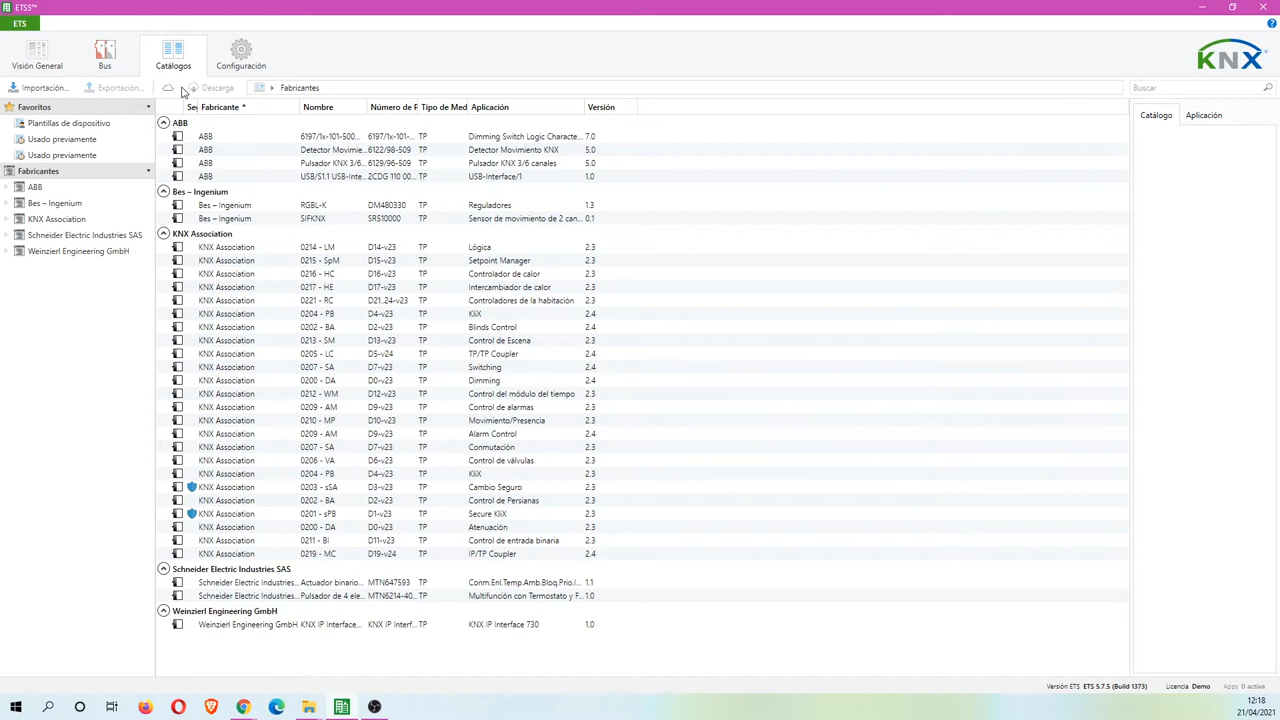 ETS5™
ETS
?
Visión General
Bus
Catálogos
Configuración
KNX
Importación...
Exportación...
Descarga
Fabricantes
Buscar
Favoritos
Plantillas de dispositivo
Usado previamente
Usado previamente
Fabricantes
ABB
Bes – Ingenium
KNX Association
Schneider Electric Industries SAS
Weinzierl Engineering GmbH
Se Fabricante Nombre Número de P Tipo de Med Aplicación Versión
ABB
ABB 6197/1x-101-500... 6197/1x-101-... TP Dimming Switch Logic Characte... 7.0
ABB Detector Movimie... 6122/98-509 TP Detector Movimiento KNX 5.0
ABB Pulsador KNX 3/6... 6129/96-509 TP Pulsador KNX 3/6 canales 5.0
ABB USB/S1.1 USB-Inte... 2CDG 110 00... TP USB-Interface/1 1.0
Bes – Ingenium
Bes – Ingenium RGBL-K DM480330 TP Reguladores 1.3
Bes – Ingenium SIFKNX SR510000 TP Sensor de movimiento de 2 can... 0.1
KNX Association
KNX Association 0214 - LM D14-v23 TP Lógica 2.3
KNX Association 0215 - SpM D15-v23 TP Setpoint Manager 2.3
KNX Association 0216 - HC D16-v23 TP Controlador de calor 2.3
KNX Association 0217 - HE D17-v23 TP Intercambiador de calor 2.3
KNX Association 0221 - RC D21..24-v23 TP Controladores de la habitación 2.3
KNX Association 0204 - PB D4-v23 TP KliX 2.4
KNX Association 0202 - BA D2-v23 TP Blinds Control 2.4
KNX Association 0213 - SM D13-v23 TP Control de Escena 2.3
KNX Association 0205 - LC D5-v24 TP TP/TP Coupler 2.4
KNX Association 0207 - SA D7-v23 TP Switching 2.4
KNX Association 0200 - DA D0-v23 TP Dimming 2.4
KNX Association 0212 - WM D12-v23 TP Control del módulo del tiempo 2.3
KNX Association 0209 - AM D9-v23 TP Control de alarmas 2.3
KNX Association 0210 - MP D10-v23 TP Movimiento/Presencia 2.3
KNX Association 0209 - AM D9-v23 TP Alarm Control 2.4
KNX Association 0207 - SA D7-v23 TP Conmutación 2.3
KNX Association 0206 - VA D6-v23 TP Control de válvulas 2.3
KNX Association 0204 - PB D4-v23 TP KliX 2.3
KNX Association 0203 - sSA D3-v23 TP Cambio Seguro 2.3
KNX Association 0202 - BA D2-v23 TP Control de Persianas 2.3
KNX Association 0201 - sPB D1-v23 TP Secure KliX 2.3
KNX Association 0200 - DA D0-v23 TP Atenuación 2.3
KNX Association 0211 - BI D11-v23 TP Control de entrada binaria 2.3
KNX Association 0219 - MC D19-v24 TP IP/TP Coupler 2.4
Schneider Electric Industries SAS
Schneider Electric Industries... Actuador binario... MTN647593 TP Conm.Enl.Temp.Amb.Bloq.Prio.I... 1.1
Schneider Electric Industries... Pulsador de 4 ele... MTN6214-40... TP Multifunción con Termostato y F... 1.0
Weinzierl Engineering GmbH
Weinzierl Engineering GmbH KNX IP Interface... KNX IP Interf... TP KNX IP Interface 730 1.0
Catálogo
Aplicación
Versión ETS ETS 5.7.5 (Build 1373) Licencia Demo Apps 0 activa
12:18
21/04/2021